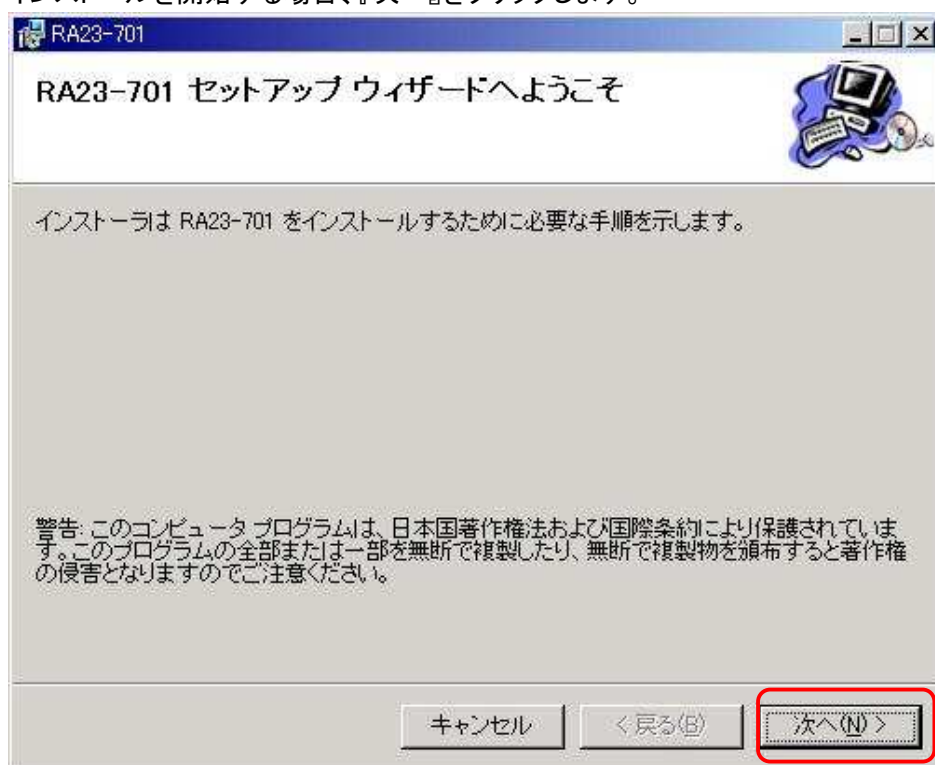 RA23-701
RA23-701 セットアップ ウィザードへようこそ
インストーラは RA23-701 をインストールするために必要な手順を示します。
警告: このコンピュータ プログラムは、日本国著作権法および国際条約により保護されていま
す。このプログラムの全部または一部を無断で複製したり、無断で複製物を頒布すると著作権
の侵害となりますのでご注意ください。
キャンセル
< 戻る(B)
次へ(N) >